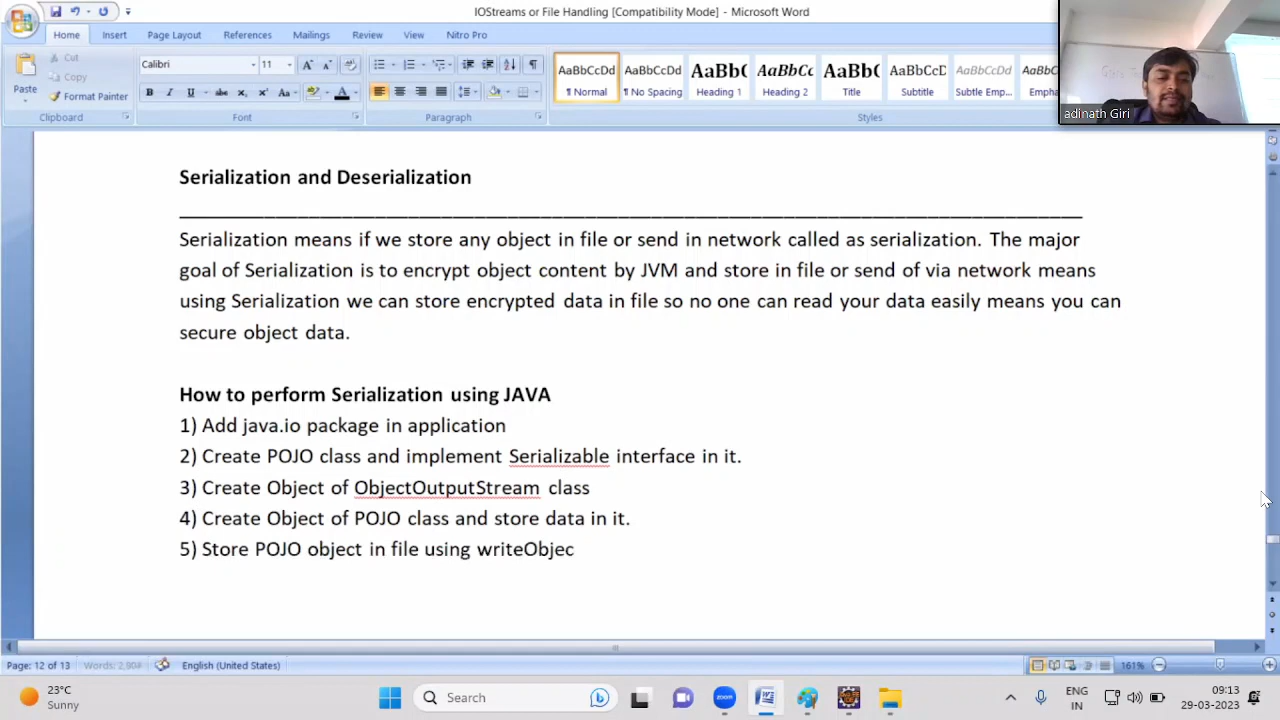 IOStreams or File Handling [Compatibility Mode] - Microsoft Word
Home Insert Page Layout References Mailings Review View Nitro Pro
Cut
Copy
Format Painter
Paste
Calibri 11
AaBbCcDd AaBbCcDd AaBb( AaBbCc AaBb( AaBbCcD AaBbCcDd AaBbCc
¶ Normal ¶ No Spacing Heading 1 Heading 2 Title Subtitle Subtle Emp... Empha
Clipboard Font Paragraph Styles
adinath Giri
Serialization and Deserialization
Serialization means if we store any object in file or send in network called as serialization. The major
goal of Serialization is to encrypt object content by JVM and store in file or send of via network means
using Serialization we can store encrypted data in file so no one can read your data easily means you can
secure object data.
How to perform Serialization using JAVA
1) Add java.io package in application
2) Create POJO class and implement Serializable interface in it.
3) Create Object of ObjectOutputStream class
4) Create Object of POJO class and store data in it.
5) Store POJO object in file using writeObjec
Page: 12 of 13 Words: 2,90# English (United States) 161%
23°C
Sunny
Search
zoom
ENG
IN
09:13
29-03-2023